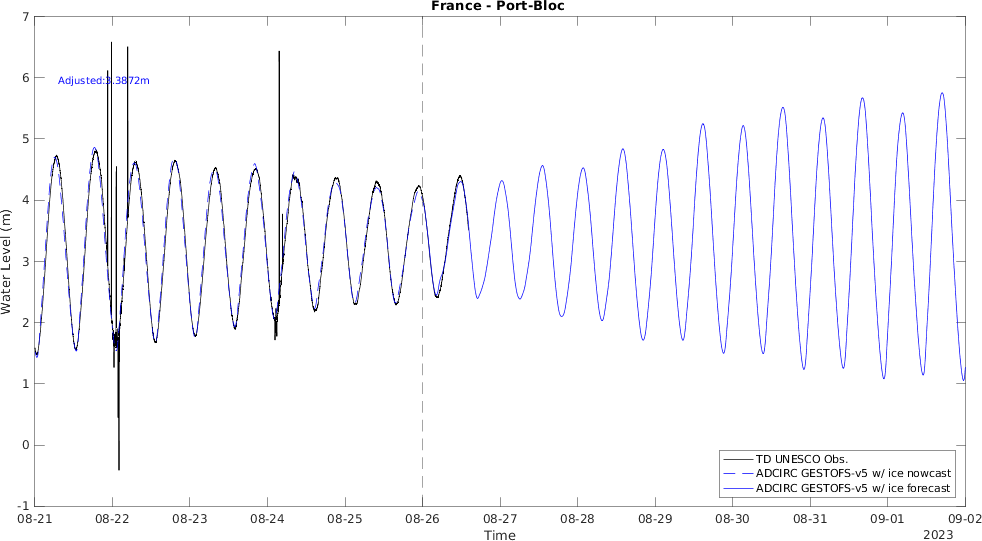 France - Port-Bloc
7
6
5
4
3
2
1
0
-1
Water Level (m)
Adjusted:3.3872m
TD UNESCO Obs.
ADCIRC GESTOFS-v5 w/ ice nowcast
ADCIRC GESTOFS-v5 w/ ice forecast
08-21 08-22 08-23 08-24 08-25 08-26 08-27 08-28 08-29 08-30 08-31 09-01 09-02
Time
2023